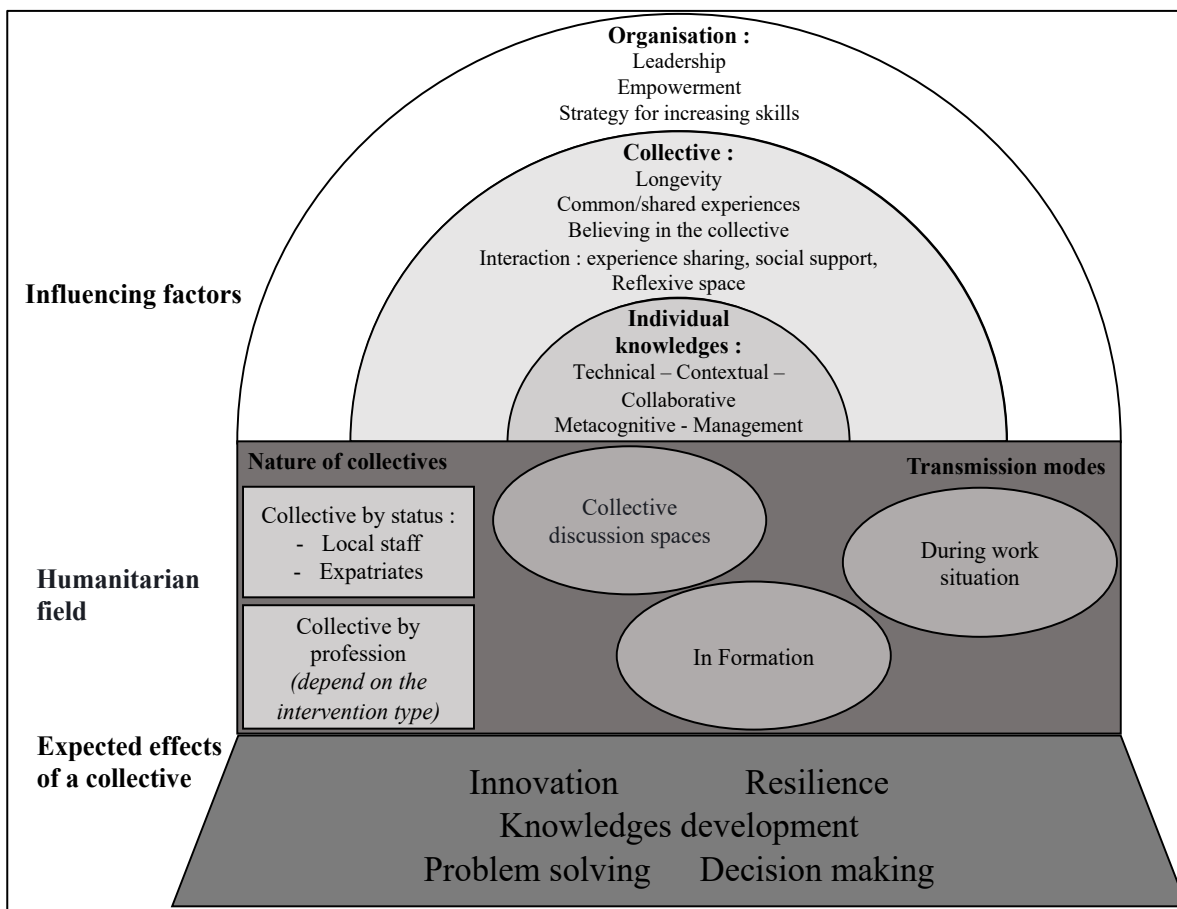 Organisation :
Leadership
Empowerment
Strategy for increasing skills
Collective :
Longevity
Common/shared experiences
Believing in the collective
Interaction : experience sharing, social support,
Reflexive space
Influencing factors
Individual
knowledges :
Technical – Contextual –
Collaborative
Metacognitive - Management
Nature of collectives
Transmission modes
Collective by status :
- Local staff
- Expatriates
Collective
discussion spaces
During work
situation
Humanitarian
field
Collective by
profession
(depend on the
intervention type)
In Formation
Expected effects
of a collective
Innovation Resilience
Knowledges development
Problem solving Decision making